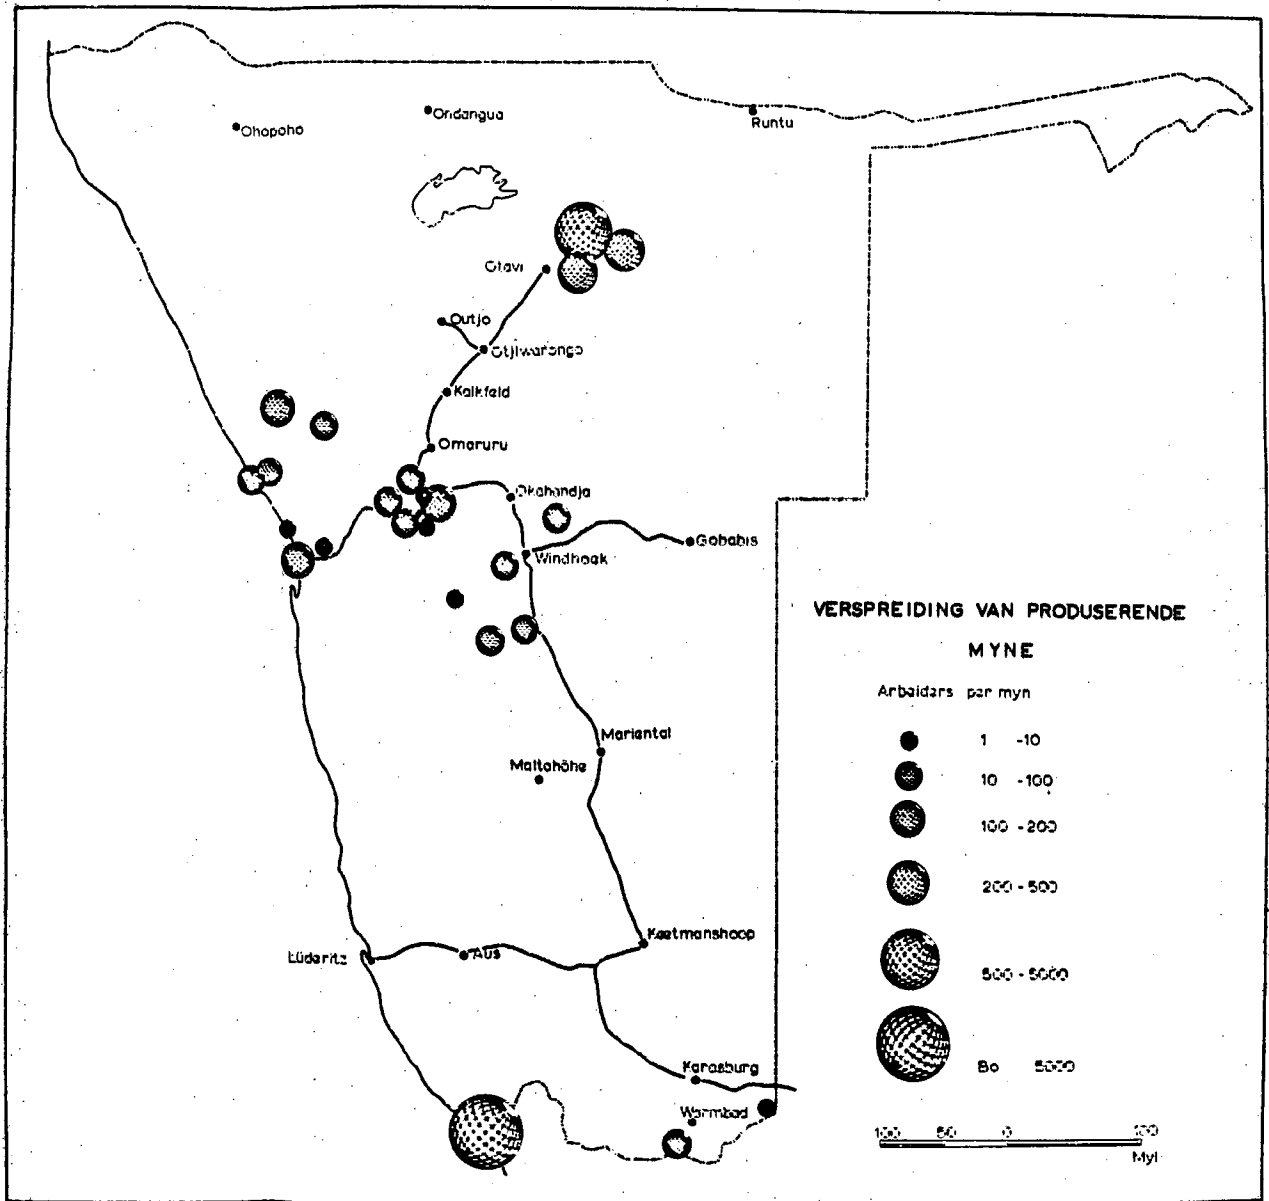 Ondangua
Ohopoho
Runtu
Otavi
Outjo
Otjiwarongo
Kalkfeld
Omaruru
Okahandja
Gobabis
Windhoek
VERSPREIDING VAN PRODUSERENDE
MYNE
Arbeiders per myn
1 -10
10 -100
100 -200
200 -500
500 -5000
Bo 5000
Mariental
Maltahöhe
Keetmanshoop
Lüderitz
Aus
Karasburg
Warmbad
100 50 0 100
Myl